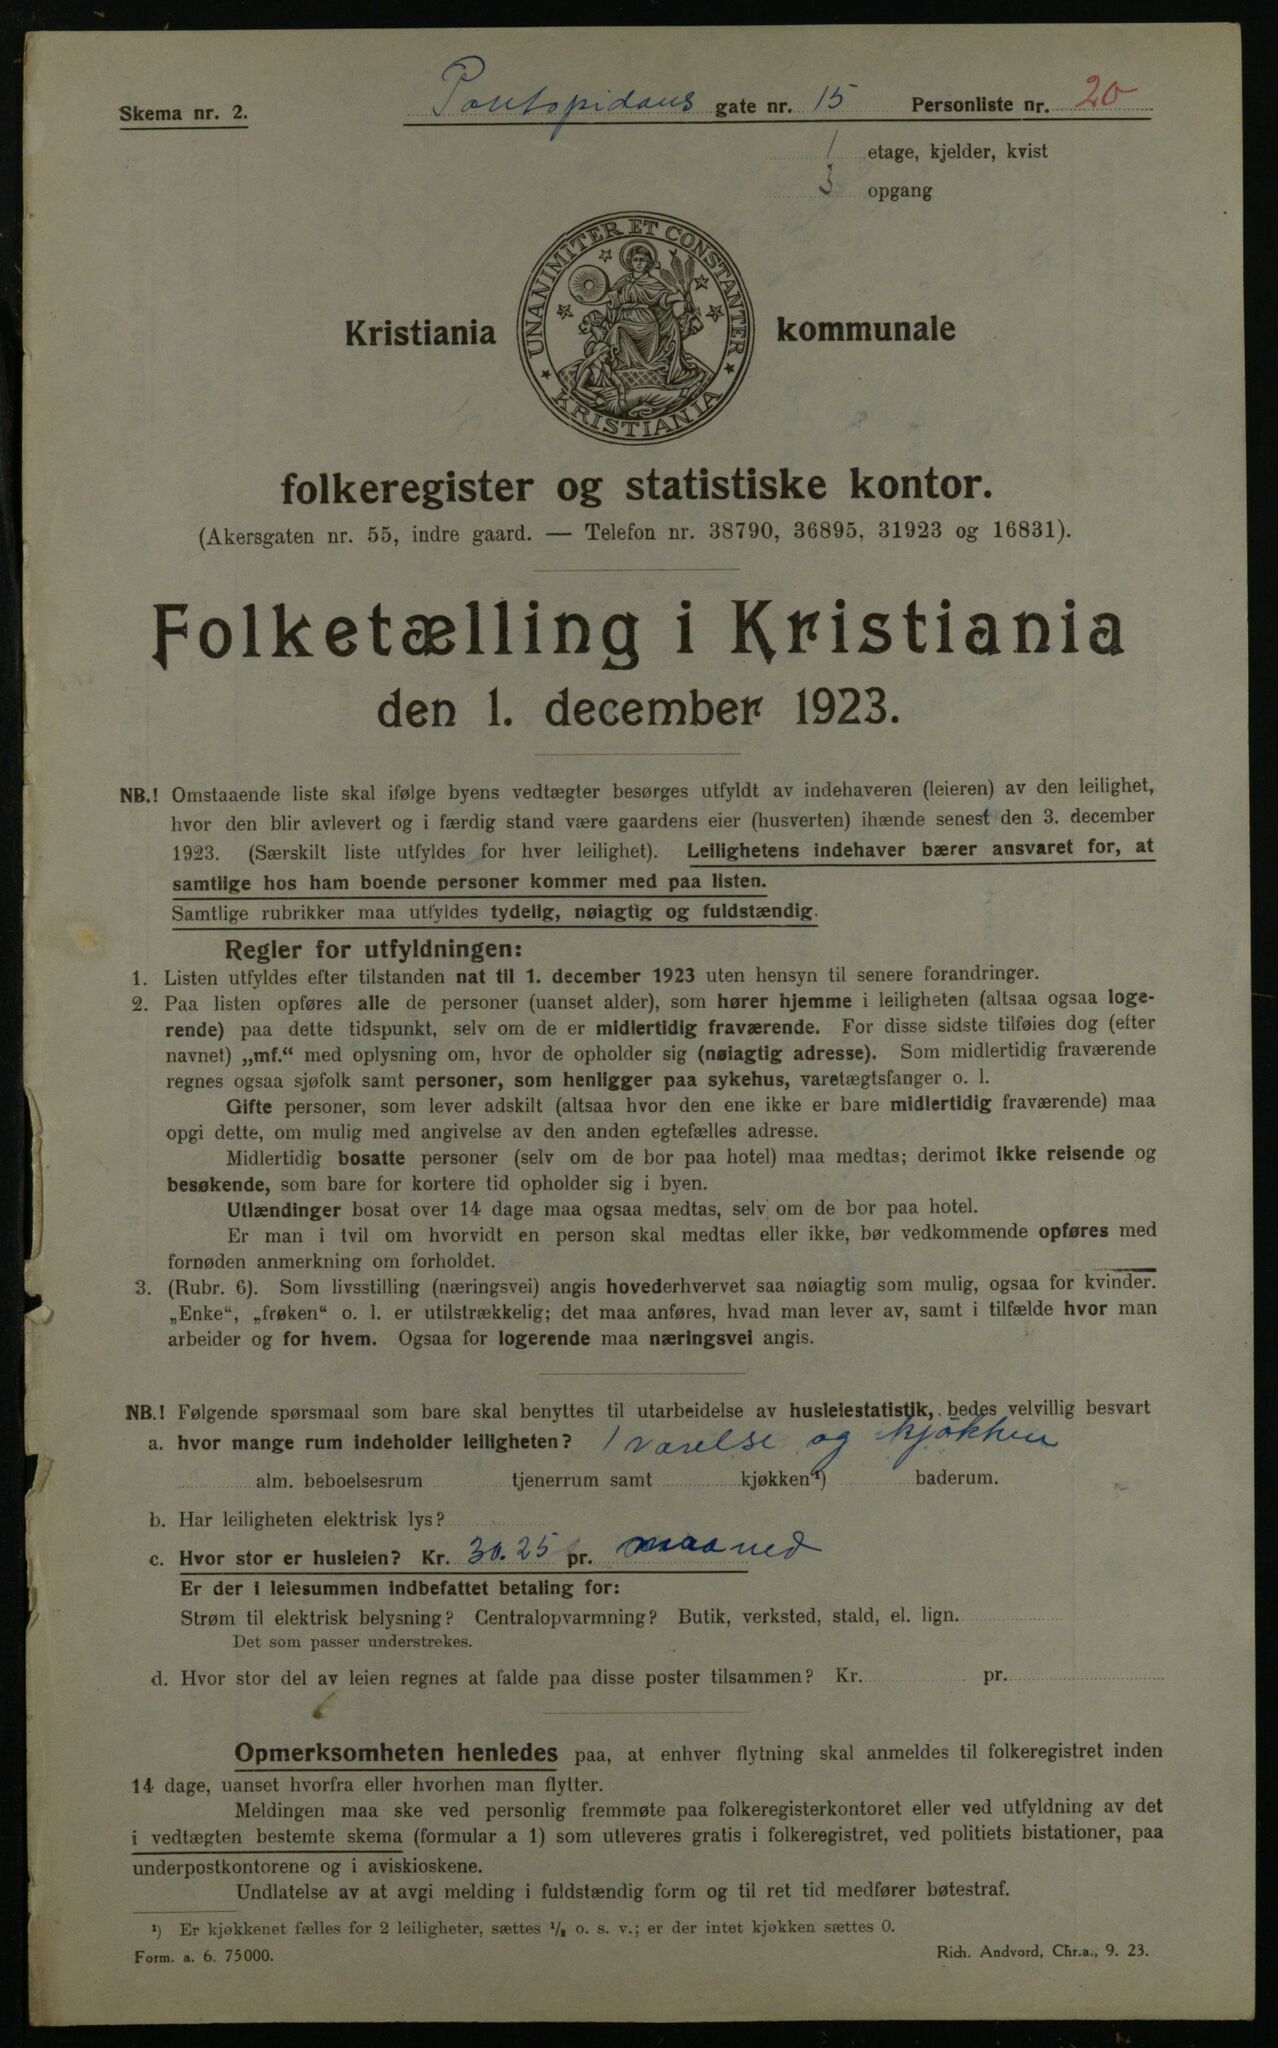 Skema nr. 2. Pontopidans gate nr. 15 Personliste nr. 20
1 etage, kjelder, kvist
3 opgang
UNANIMITER ET CONSTANTER
KRISTIANIA
Kristiania kommunale
folkeregister og statistiske kontor.
(Akersgaten nr. 55, indre gaard. — Telefon nr. 38790, 36895, 31923 og 16831).
Folketælling i Kristiania
den 1. december 1923.
NB.! Omstaaende liste skal ifølge byens vedtægter besørges utfyldt av indehaveren (leieren) av den leilighet,
hvor den blir avlevert og i færdig stand være gaardens eier (husverten) ihænde senest den 3. december
1923. (Særskilt liste utfyldes for hver leilighet). Leilighetens indehaver bærer ansvaret for, at
samtlige hos ham boende personer kommer med paa listen.
Samtlige rubrikker maa utfyldes tydelig, nøiagtig og fuldstændig.
Regler for utfyldningen:
1. Listen utfyldes efter tilstanden nat til 1. december 1923 uten hensyn til senere forandringer.
2. Paa listen opføres alle de personer (uanset alder), som hører hjemme i leiligheten (altsaa ogsaa loge-
rende) paa dette tidspunkt, selv om de er midlertidig fraværende. For disse sidste tilføies dog (efter
navnet) „mf.“ med oplysning om, hvor de opholder sig (nøiagtig adresse). Som midlertidig fraværende
regnes ogsaa sjøfolk samt personer, som henligger paa sykehus, varetægtsfanger o. l.
Gifte personer, som lever adskilt (altsaa hvor den ene ikke er bare midlertidig fraværende) maa
opgi dette, om mulig med angivelse av den anden egtefælles adresse.
Midlertidig bosatte personer (selv om de bor paa hotel) maa medtas; derimot ikke reisende og
besøkende, som bare for kortere tid opholder sig i byen.
Utlændinger bosat over 14 dage maa ogsaa medtas, selv om de bor paa hotel.
Er man i tvil om hvorvidt en person skal medtas eller ikke, bør vedkommende opføres med
fornøden anmerkning om forholdet.
3. (Rubr. 6). Som livsstilling (næringsvei) angis hovederhvervet saa nøiagtig som mulig, ogsaa for kvinder.
„Enke“, „frøken“ o. l. er utilstrækkelig; det maa anføres, hvad man lever av, samt i tilfælde hvor man
arbeider og for hvem. Ogsaa for logerende maa næringsvei angis.
NB.! Følgende spørsmaal som bare skal benyttes til utarbeidelse av husleiestatistik, bedes velvillig besvart
a. hvor mange rum indeholder leiligheten? 1 værelse og kjøkken
alm. beboelsesrum tjenerrum samt kjøkken¹) baderum.
b. Har leiligheten elektrisk lys?
c. Hvor stor er husleien? Kr. 30.25 pr. maaned
Er der i leiesummen indbefattet betaling for:
Strøm til elektrisk belysning? Centralopvarmning? Butik, verksted, stald, el. lign.
Det som passer understrekes.
d. Hvor stor del av leien regnes at falde paa disse poster tilsammen? Kr. pr.
Opmerksomheten henledes paa, at enhver flytning skal anmeldes til folkeregistret inden
14 dage, uanset hvorfra eller hvorhen man flytter.
Meldingen maa ske ved personlig fremmøte paa folkeregisterkontoret eller ved utfyldning av det
i vedtægten bestemte skema (formular a 1) som utleveres gratis i folkeregistret, ved politiets bistationer, paa
underpostkontorene og i aviskioskene.
Undlatelse av at avgi melding i fuldstændig form og til ret tid medfører bøtestraf.
¹) Er kjøkkenet fælles for 2 leiligheter, sættes ½ o. s. v.; er der intet kjøkken sættes 0.
Form. a. 6. 75000. Rich. Andvord, Chr.a., 9. 23.